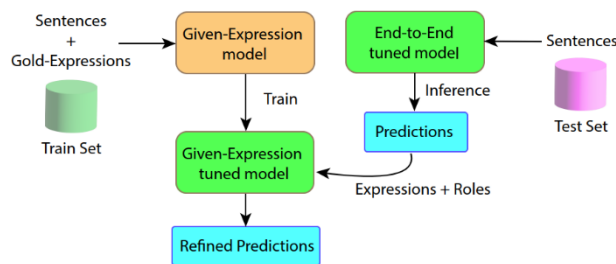 Sentences
+
Gold-Expressions
Train Set
Given-Expression
model
Train
Given-Expression
tuned model
Refined Predictions
End-to-End
tuned model
Inference
Predictions
Expressions + Roles
Sentences
Test Set